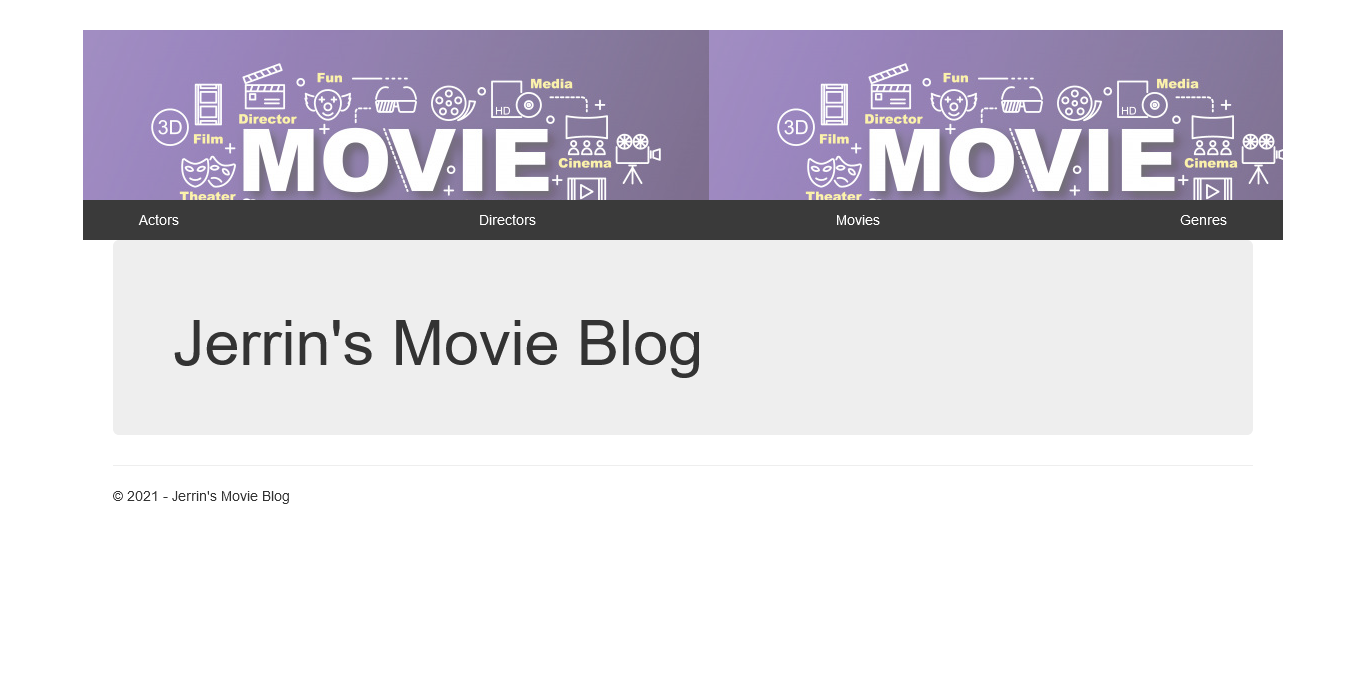 Fun
Media
HD
Director
3D
Film
MOVIE
Cinema
Theater
Fun
Media
HD
Director
3D
Film
MOVIE
Cinema
Theater
Actors Directors Movies Genres
Jerrin's Movie Blog
© 2021 - Jerrin's Movie Blog